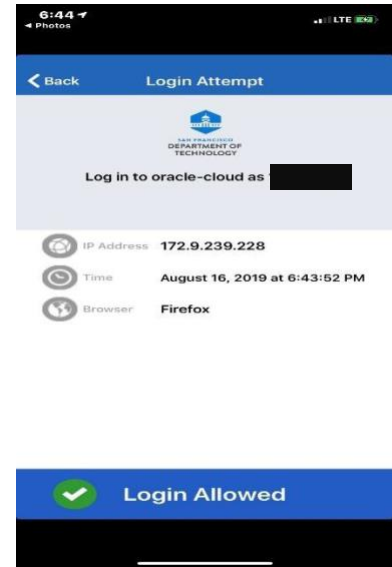 6:44
LTE
Photos
Back Login Attempt
SAN FRANCISCO
DEPARTMENT OF
TECHNOLOGY
Log in to oracle-cloud as
IP Address 172.9.239.228
Time August 16, 2019 at 6:43:52 PM
Browser Firefox
Login Allowed